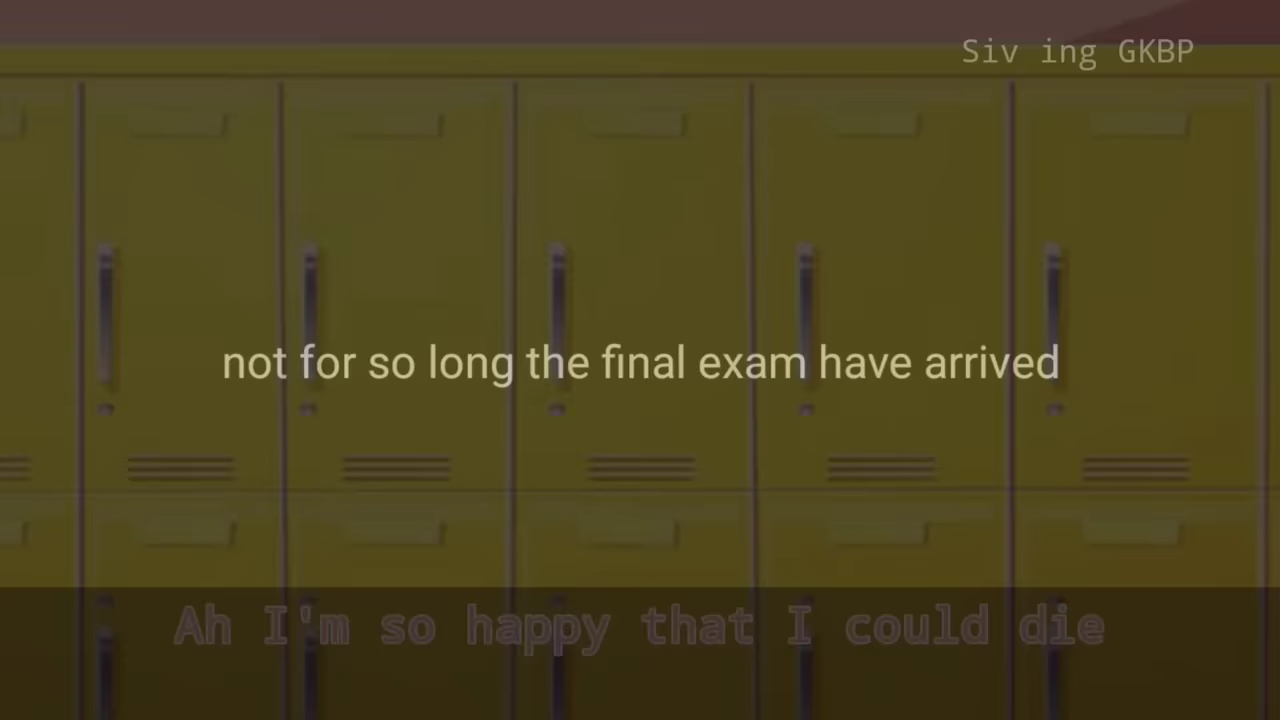 Siv ing GKBP
not for so long the final exam have arrived
Ah I'm so happy that I could die